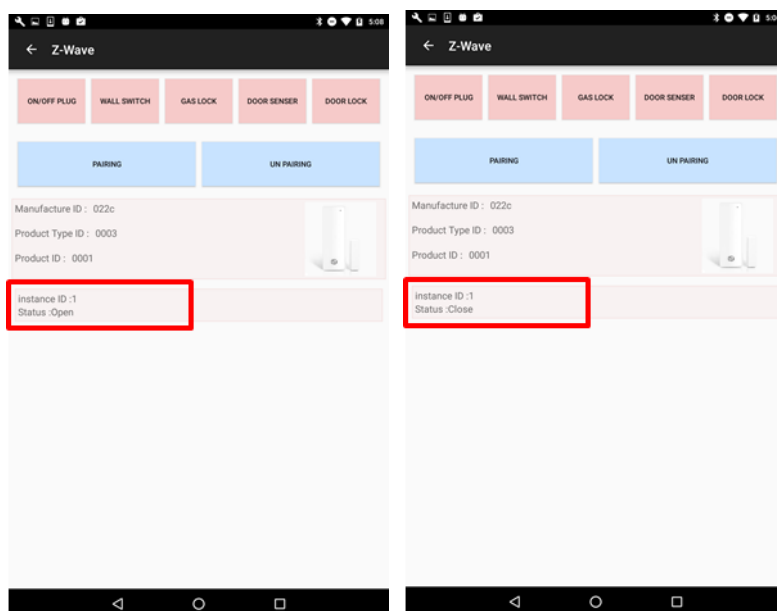 5:08
Z-Wave
ON/OFF PLUG WALL SWITCH GAS LOCK DOOR SENSER DOOR LOCK
PAIRING UN PAIRING
Manufacture ID : 022c
Product Type ID : 0003
Product ID : 0001
instance ID :1
Status :Open
Z-Wave
ON/OFF PLUG WALL SWITCH GAS LOCK DOOR SENSER DOOR LOCK
PAIRING UN PAIRING
Manufacture ID : 022c
Product Type ID : 0003
Product ID : 0001
instance ID :1
Status :Close